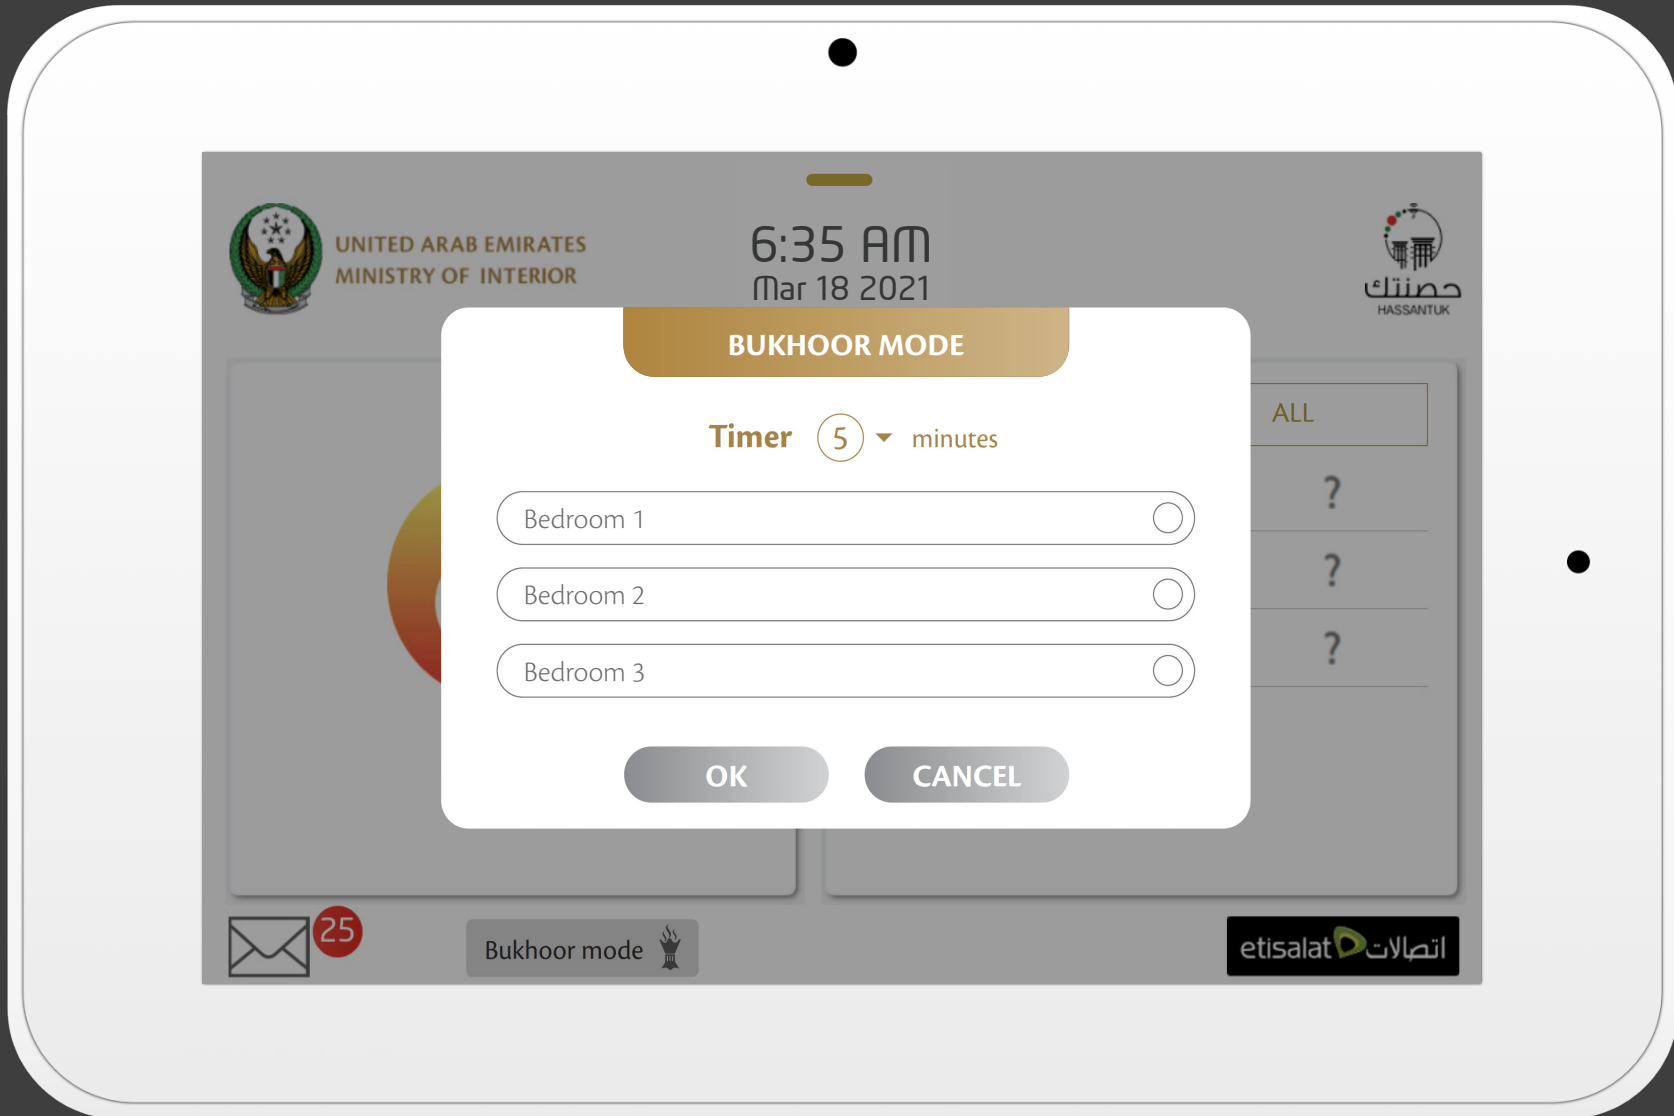 UNITED ARAB EMIRATES
MINISTRY OF INTERIOR
6:35 AM
Mar 18 2021
حصنتك
HASSANTUK
BUKHOOR MODE
Timer 5 minutes
Bedroom 1
Bedroom 2
Bedroom 3
OK
CANCEL
ALL
?
?
?
25
Bukhoor mode
etisalat اتصالات